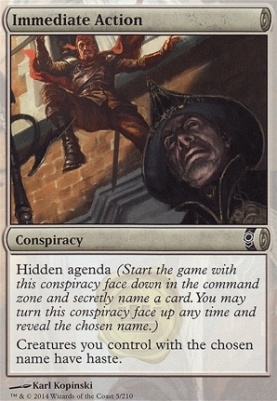 Immediate Action
Conspiracy
Hidden agenda (Start the game with
this conspiracy face down in the command
zone and secretly name a card. You may
turn this conspiracy face up any time and
reveal the chosen name.)
Creatures you control with the chosen
name have haste.
Karl Kopinski
™ & © 2014 Wizards of the Coast 5/210